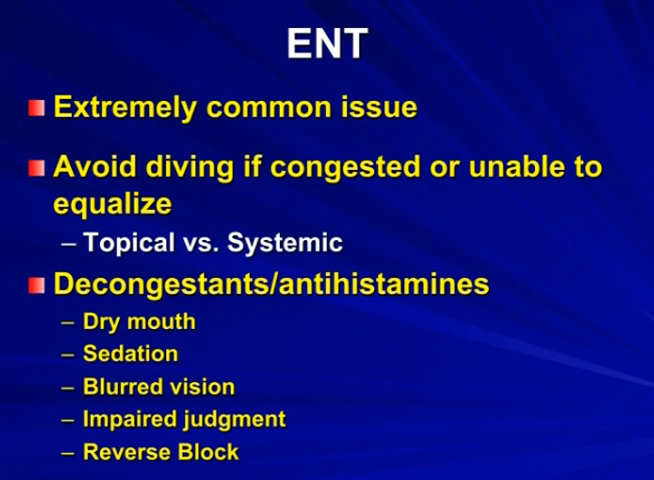 ENT
Extremely common issue
Avoid diving if congested or unable to
equalize
– Topical vs. Systemic
Decongestants/antihistamines
– Dry mouth
– Sedation
– Blurred vision
– Impaired judgment
– Reverse Block